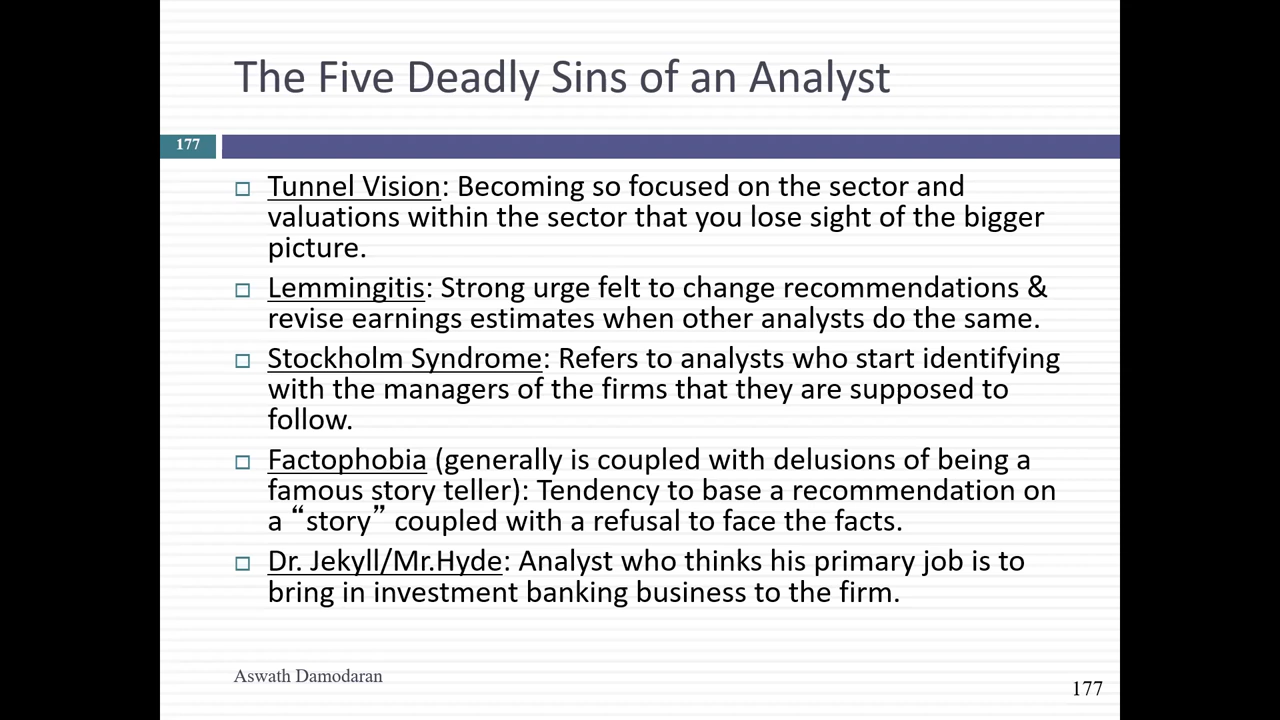 The Five Deadly Sins of an Analyst
177
Tunnel Vision: Becoming so focused on the sector and
valuations within the sector that you lose sight of the bigger
picture.
Lemmingitis: Strong urge felt to change recommendations &
revise earnings estimates when other analysts do the same.
Stockholm Syndrome: Refers to analysts who start identifying
with the managers of the firms that they are supposed to
follow.
Factophobia (generally is coupled with delusions of being a
famous story teller): Tendency to base a recommendation on
a “story” coupled with a refusal to face the facts.
Dr. Jekyll/Mr.Hyde: Analyst who thinks his primary job is to
bring in investment banking business to the firm.
Aswath Damodaran
177